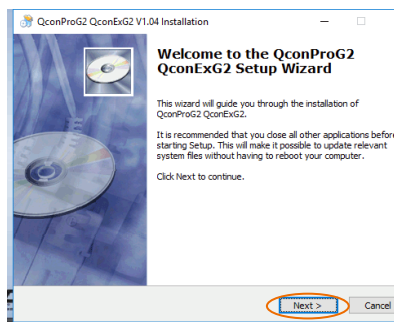 QconProG2 QconExG2 V1.04 Installation
Welcome to the QconProG2
QconExG2 Setup Wizard
This wizard will guide you through the installation of
QconProG2 QconExG2.
It is recommended that you close all other applications before
starting Setup. This will make it possible to update relevant
system files without having to reboot your computer.
Click Next to continue.
Next >
Cancel